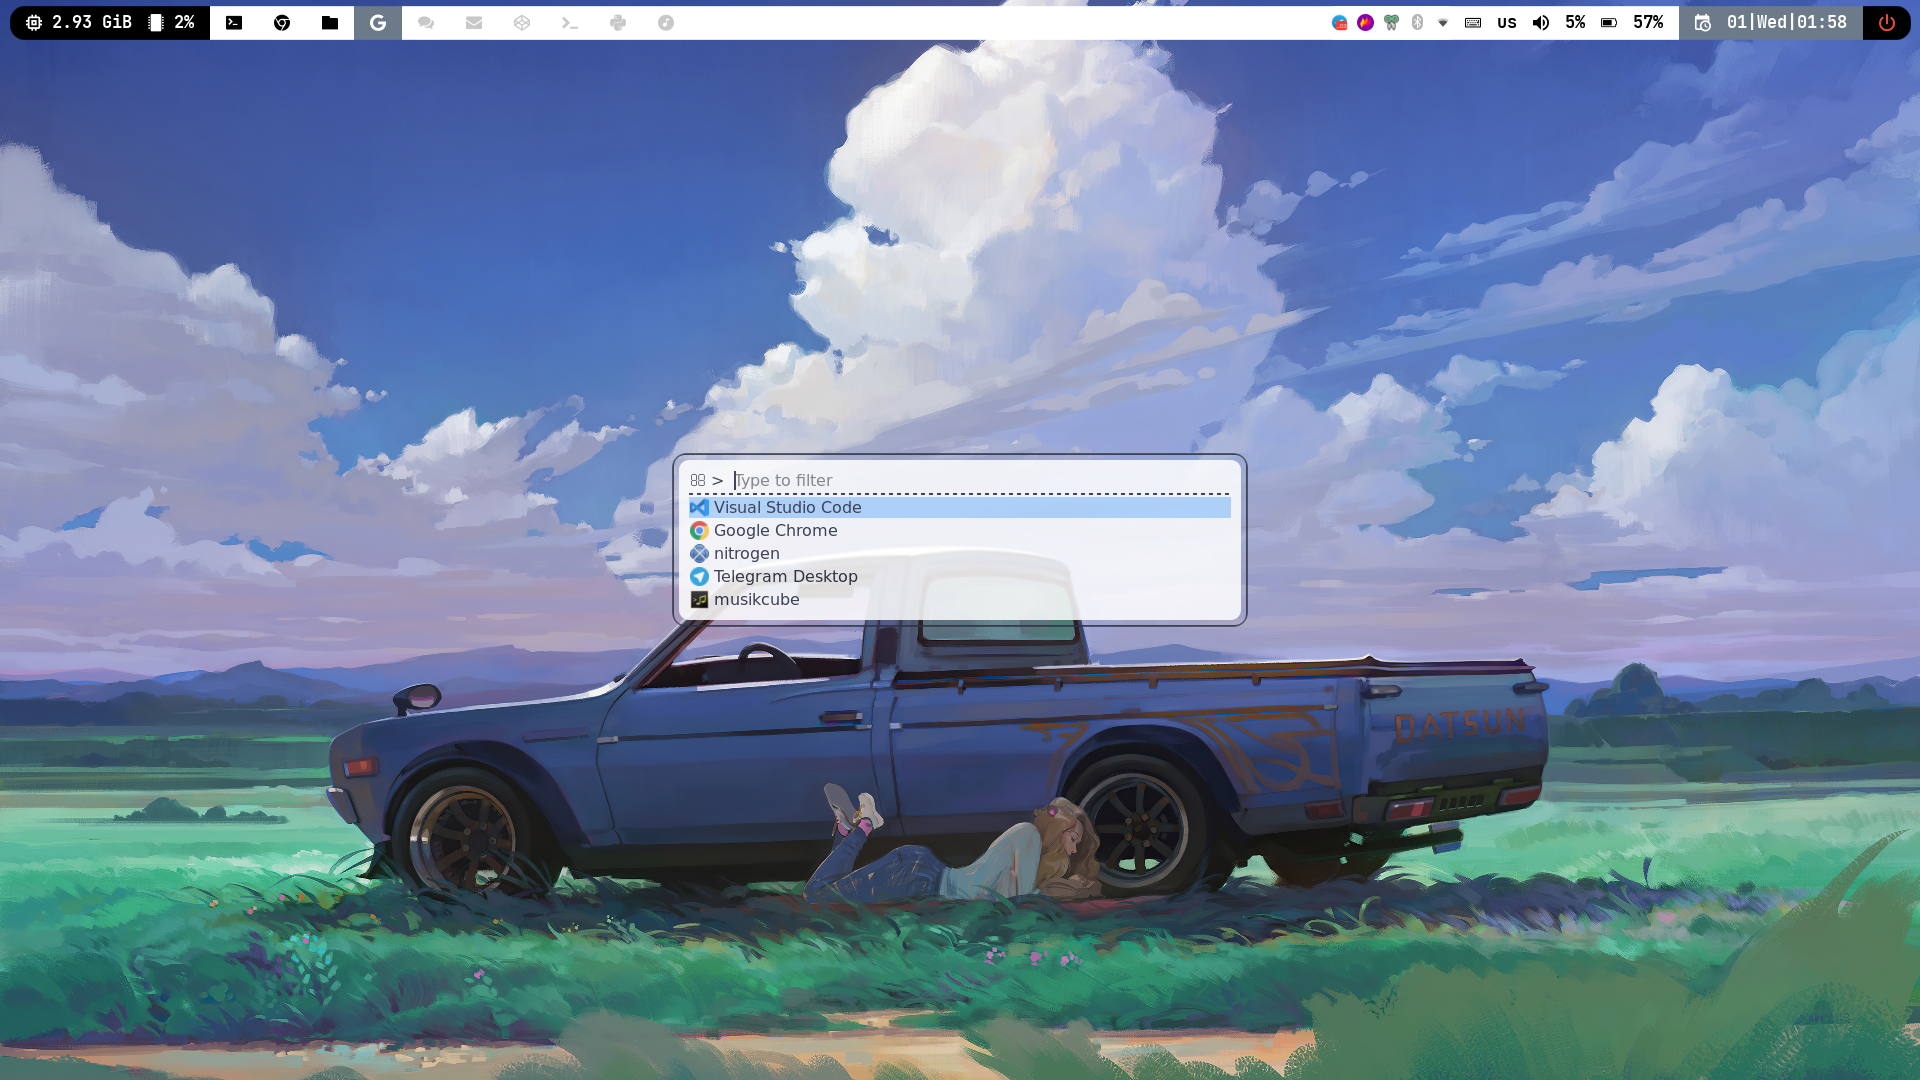 2.93 GiB 2% US 5% 57% 01|Wed|01:58
> Type to filter
Visual Studio Code
Google Chrome
nitrogen
Telegram Desktop
musikcube
DATSUN